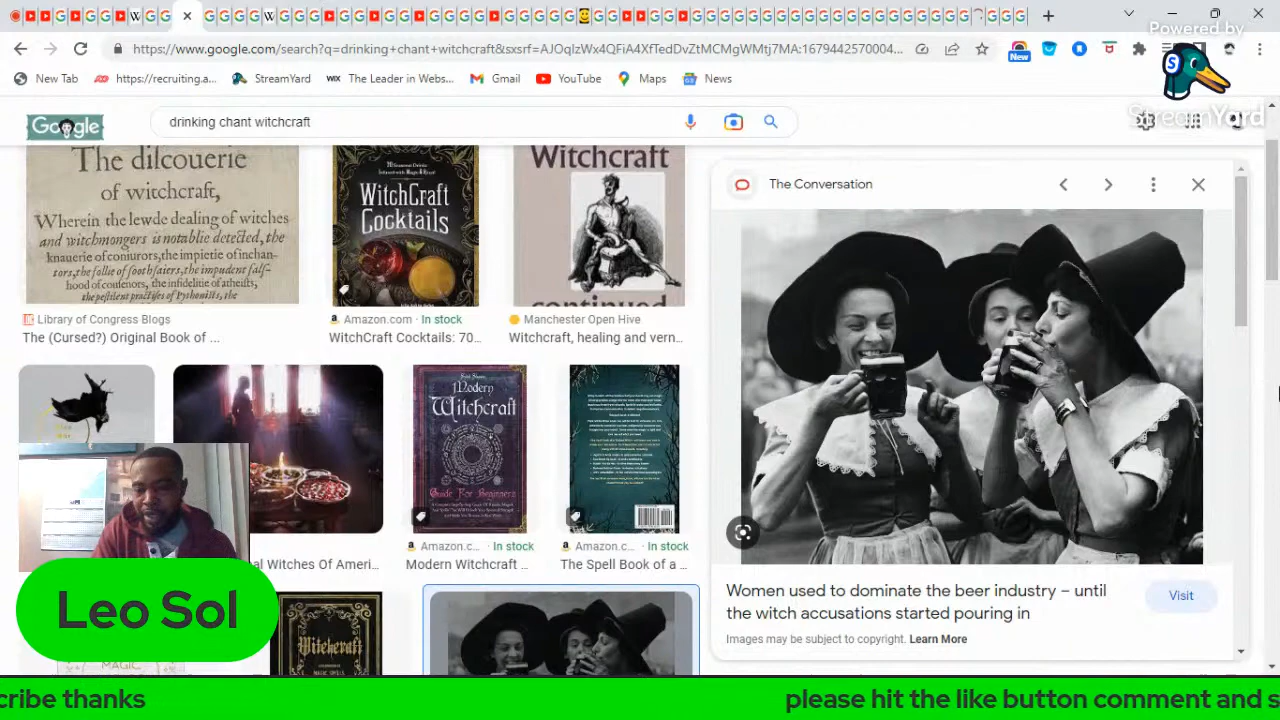 Powered by
StreamYard
https://www.google.com/search?q=drinking+chant+witchcraft&sxsrf=AJOqlzWx4QFiA4XfTedDvZtMCMgWMtj7MA:1679442570004...
New
New Tab
https://recruiting.a...
StreamYard
WiX The Leader in Webs...
Gmail
YouTube
Maps
News
Google
drinking chant witchcraft
The discouerie
of witchcraft,
Wherein the lewde dealing of witches
and witchmongers is notablie detected, the
knauerie of coniurors, the impietie of inchan-
tors, the follie of soothsaiers, the impudent fals-
hood of cousenors, the infidelitie of atheists,
the pestilent practises of Pythonists, the
Library of Congress Blogs
The (Cursed?) Original Book of ...
WITCHCRAFT
COCKTAILS
Amazon.com · In stock
WitchCraft Cocktails: 70...
Witchcraft
continued
Manchester Open Hive
Witchcraft, healing and vern...
The Conversation
Modern
Witchcraft
Guide For Beginners
Amazon.c... · In stock
Modern Witchcraft ...
Amazon.c... · In stock
The Spell Book of a ...
al Witches Of Ameri...
Women used to dominate the beer industry – until
the witch accusations started pouring in
Visit
Images may be subject to copyright. Learn More
Witchcraft
MAGIC
Leo Sol
cribe thanks
please hit the like button comment and s